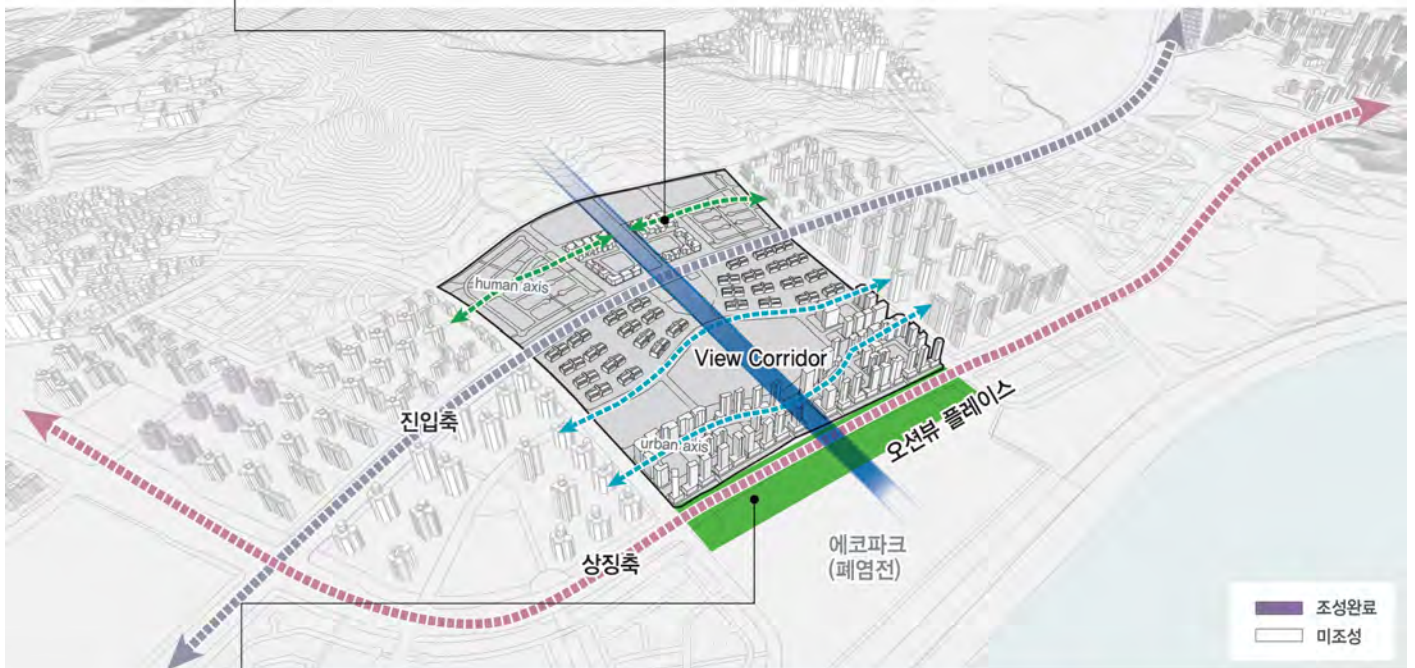 human axis
View Corridor
진입축
urban axis
오션뷰 플레이스
상징축
에코파크
(폐염전)
조성완료
미조성